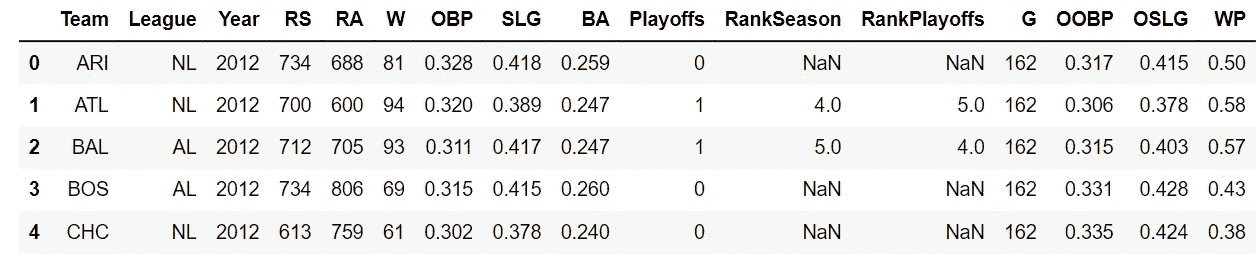 Team League Year RS RA W OBP SLG BA Playoffs RankSeason RankPlayoffs G OOBP OSLG WP
0 ARI NL 2012 734 688 81 0.328 0.418 0.259 0 NaN NaN 162 0.317 0.415 0.50
1 ATL NL 2012 700 600 94 0.320 0.389 0.247 1 4.0 5.0 162 0.306 0.378 0.58
2 BAL AL 2012 712 705 93 0.311 0.417 0.247 1 5.0 4.0 162 0.315 0.403 0.57
3 BOS AL 2012 734 806 69 0.315 0.415 0.260 0 NaN NaN 162 0.331 0.428 0.43
4 CHC NL 2012 613 759 61 0.302 0.378 0.240 0 NaN NaN 162 0.335 0.424 0.38